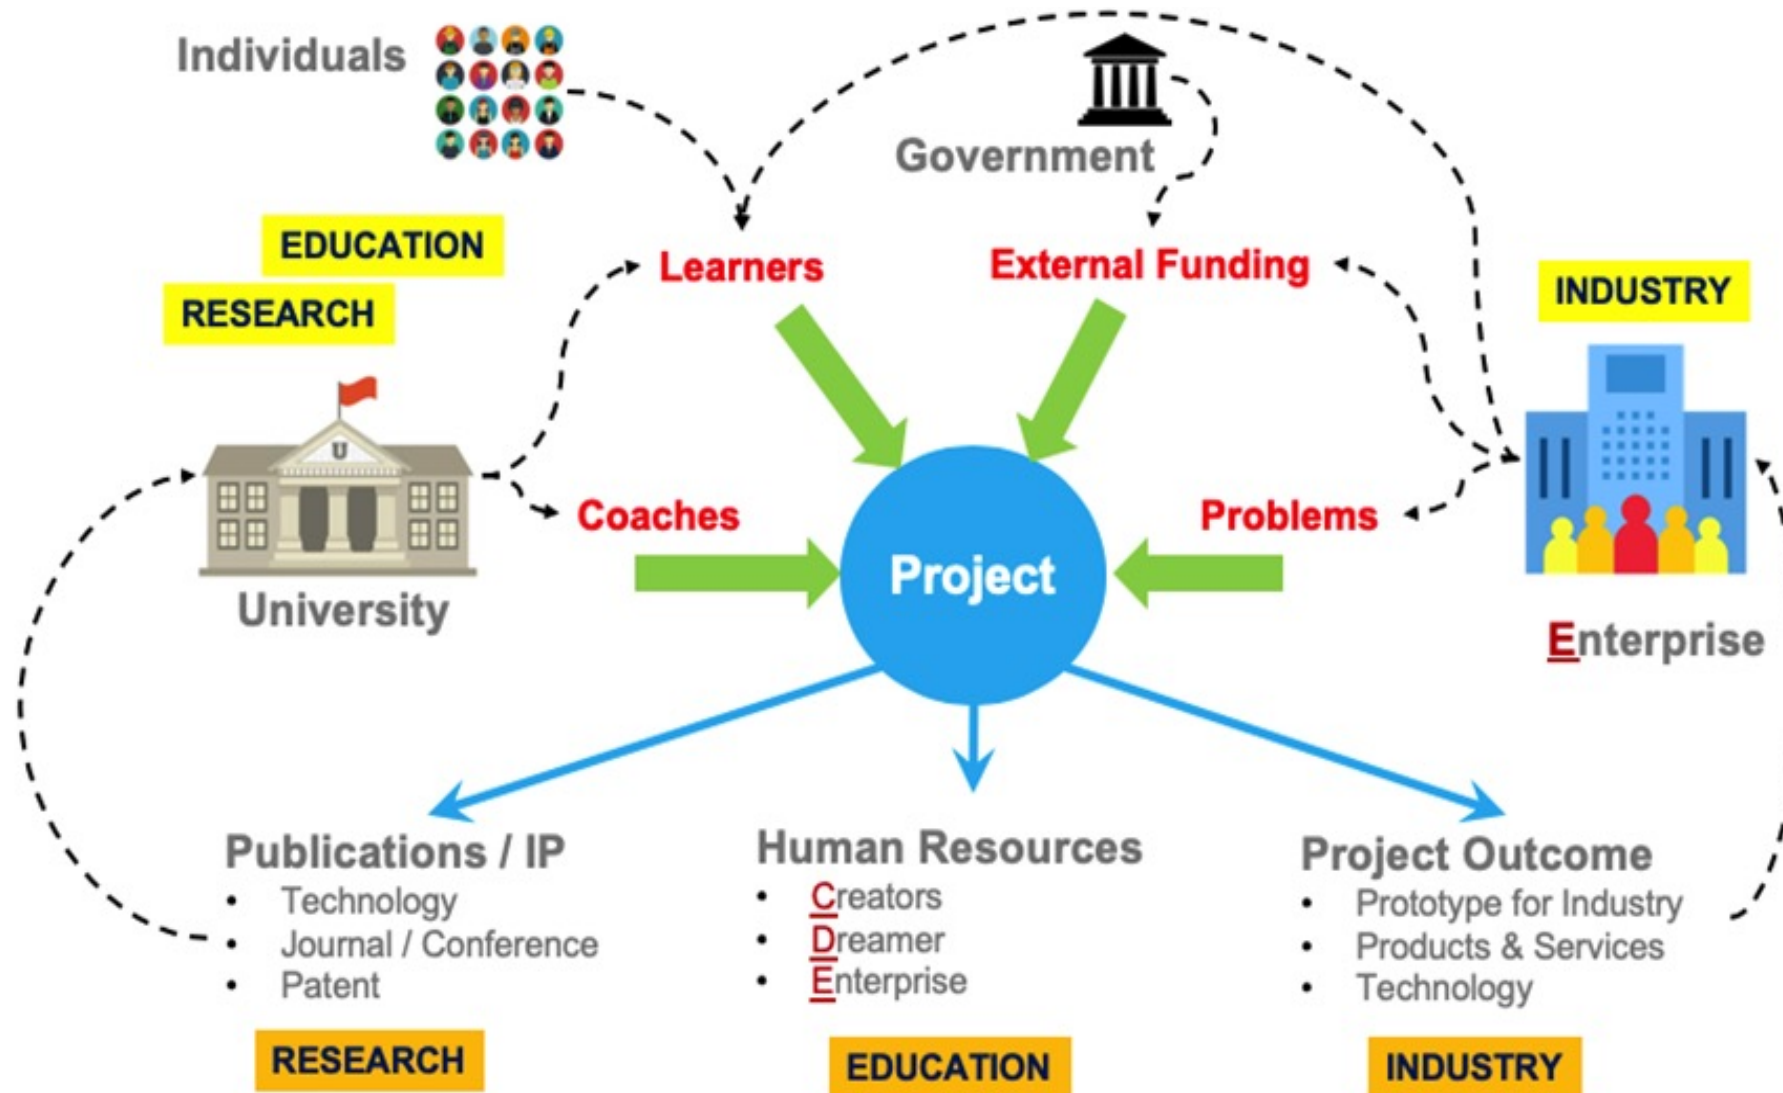 Individuals
Government
EDUCATION
Learners
External Funding
RESEARCH
INDUSTRY
U
Coaches
Problems
Project
University
Enterprise
Publications / IP
• Technology
• Journal / Conference
• Patent
RESEARCH
Human Resources
• Creators
• Dreamer
• Enterprise
EDUCATION
Project Outcome
• Prototype for Industry
• Products & Services
• Technology
INDUSTRY